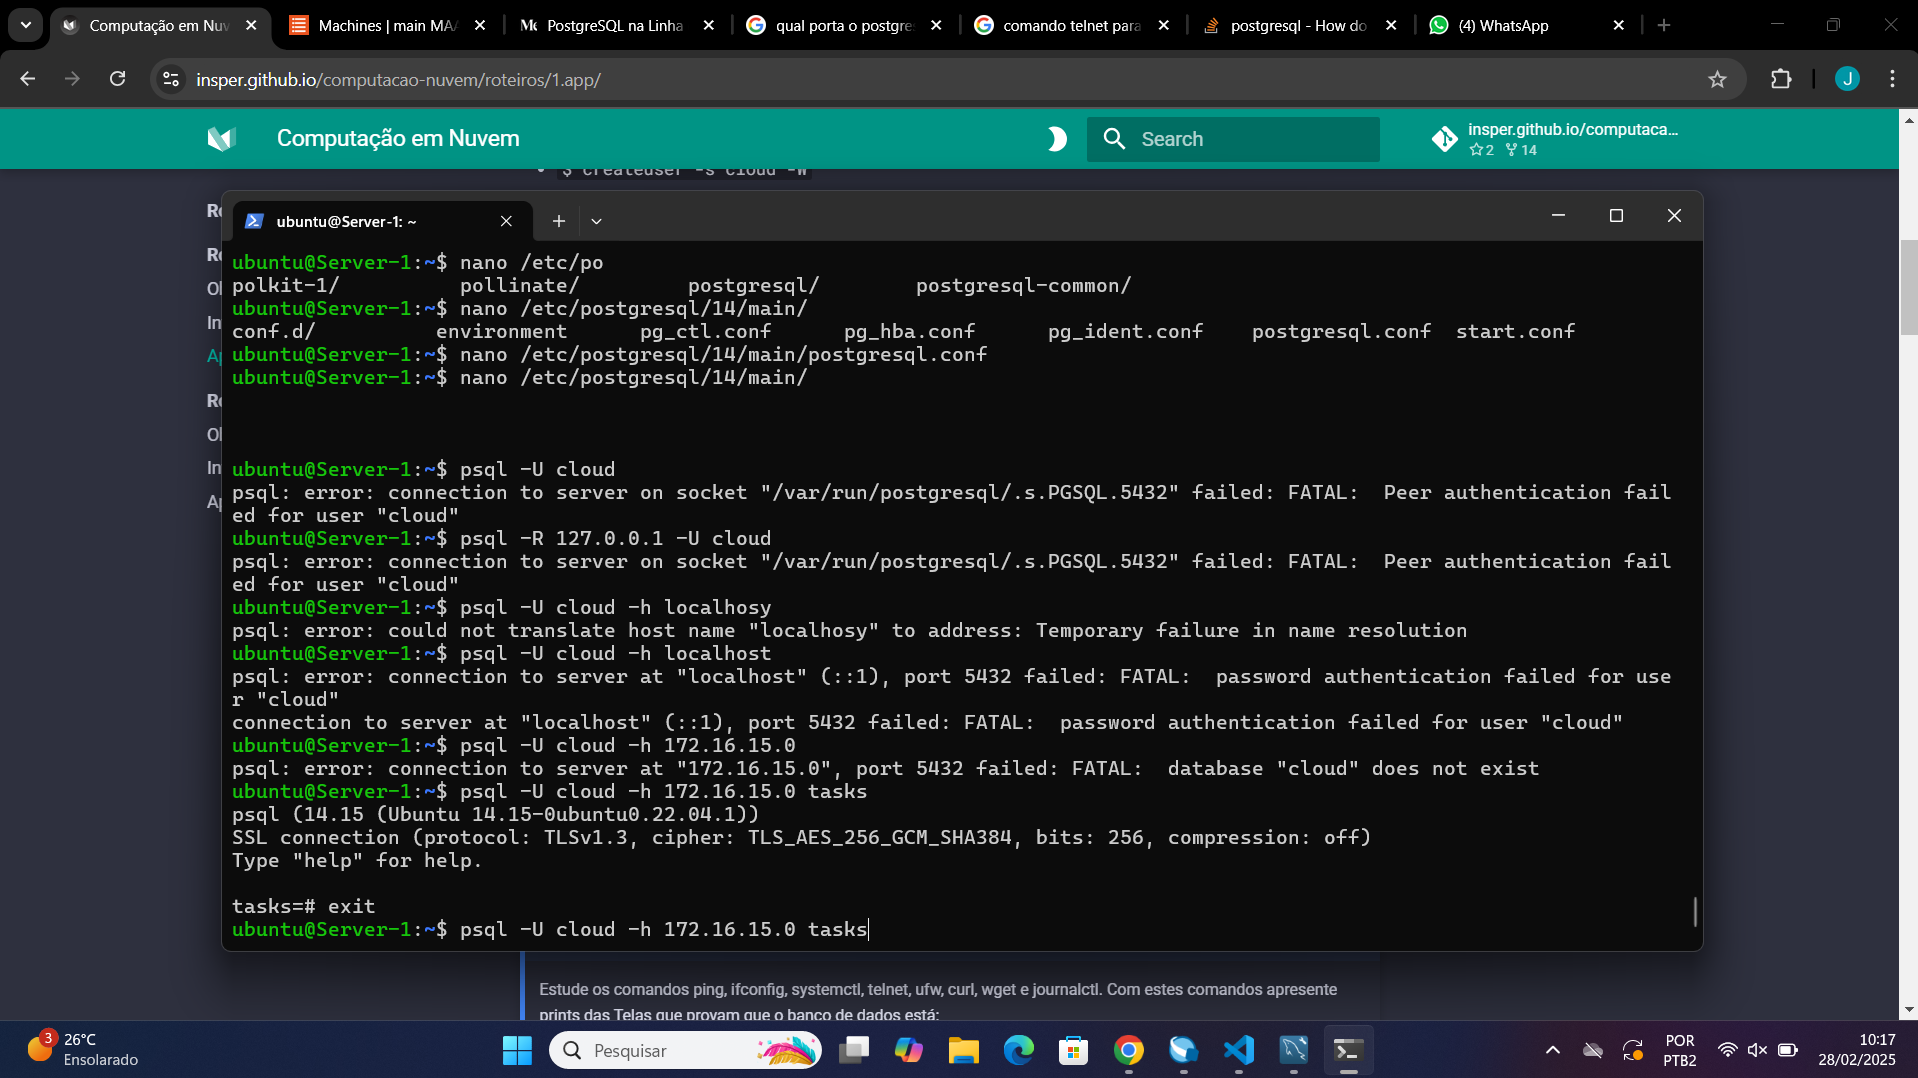 Computação em Nuv
Machines | main MAA
PostgreSQL na Linha
qual porta o postgre
comando telnet para
postgresql - How do
(4) WhatsApp
insper.github.io/computacao-nuvem/roteiros/1.app/
J
Computação em Nuvem
Search
insper.github.io/computaca...
2 14
$ createuser -s cloud -W
ubuntu@Server-1: ~
ubuntu@Server-1:~$ nano /etc/po
polkit-1/ pollinate/ postgresql/ postgresql-common/
ubuntu@Server-1:~$ nano /etc/postgresql/14/main/
conf.d/ environment pg_ctl.conf pg_hba.conf pg_ident.conf postgresql.conf start.conf
ubuntu@Server-1:~$ nano /etc/postgresql/14/main/postgresql.conf
ubuntu@Server-1:~$ nano /etc/postgresql/14/main/
ubuntu@Server-1:~$ psql -U cloud
psql: error: connection to server on socket "/var/run/postgresql/.s.PGSQL.5432" failed: FATAL:  Peer authentication fail
ed for user "cloud"
ubuntu@Server-1:~$ psql -R 127.0.0.1 -U cloud
psql: error: connection to server on socket "/var/run/postgresql/.s.PGSQL.5432" failed: FATAL:  Peer authentication fail
ed for user "cloud"
ubuntu@Server-1:~$ psql -U cloud -h localhosy
psql: error: could not translate host name "localhosy" to address: Temporary failure in name resolution
ubuntu@Server-1:~$ psql -U cloud -h localhost
psql: error: connection to server at "localhost" (::1), port 5432 failed: FATAL:  password authentication failed for use
r "cloud"
connection to server at "localhost" (::1), port 5432 failed: FATAL:  password authentication failed for user "cloud"
ubuntu@Server-1:~$ psql -U cloud -h 172.16.15.0
psql: error: connection to server at "172.16.15.0", port 5432 failed: FATAL:  database "cloud" does not exist
ubuntu@Server-1:~$ psql -U cloud -h 172.16.15.0 tasks
psql (14.15 (Ubuntu 14.15-0ubuntu0.22.04.1))
SSL connection (protocol: TLSv1.3, cipher: TLS_AES_256_GCM_SHA384, bits: 256, compression: off)
Type "help" for help.
tasks=# exit
ubuntu@Server-1:~$ psql -U cloud -h 172.16.15.0 tasks
Estude os comandos ping, ifconfig, systemctl, telnet, ufw, curl, wget e journalctl. Com estes comandos apresente
prints das Telas que provam que o banco de dados está:
3
26°C
Ensolarado
Pesquisar
POR
PTB2
10:17
28/02/2025